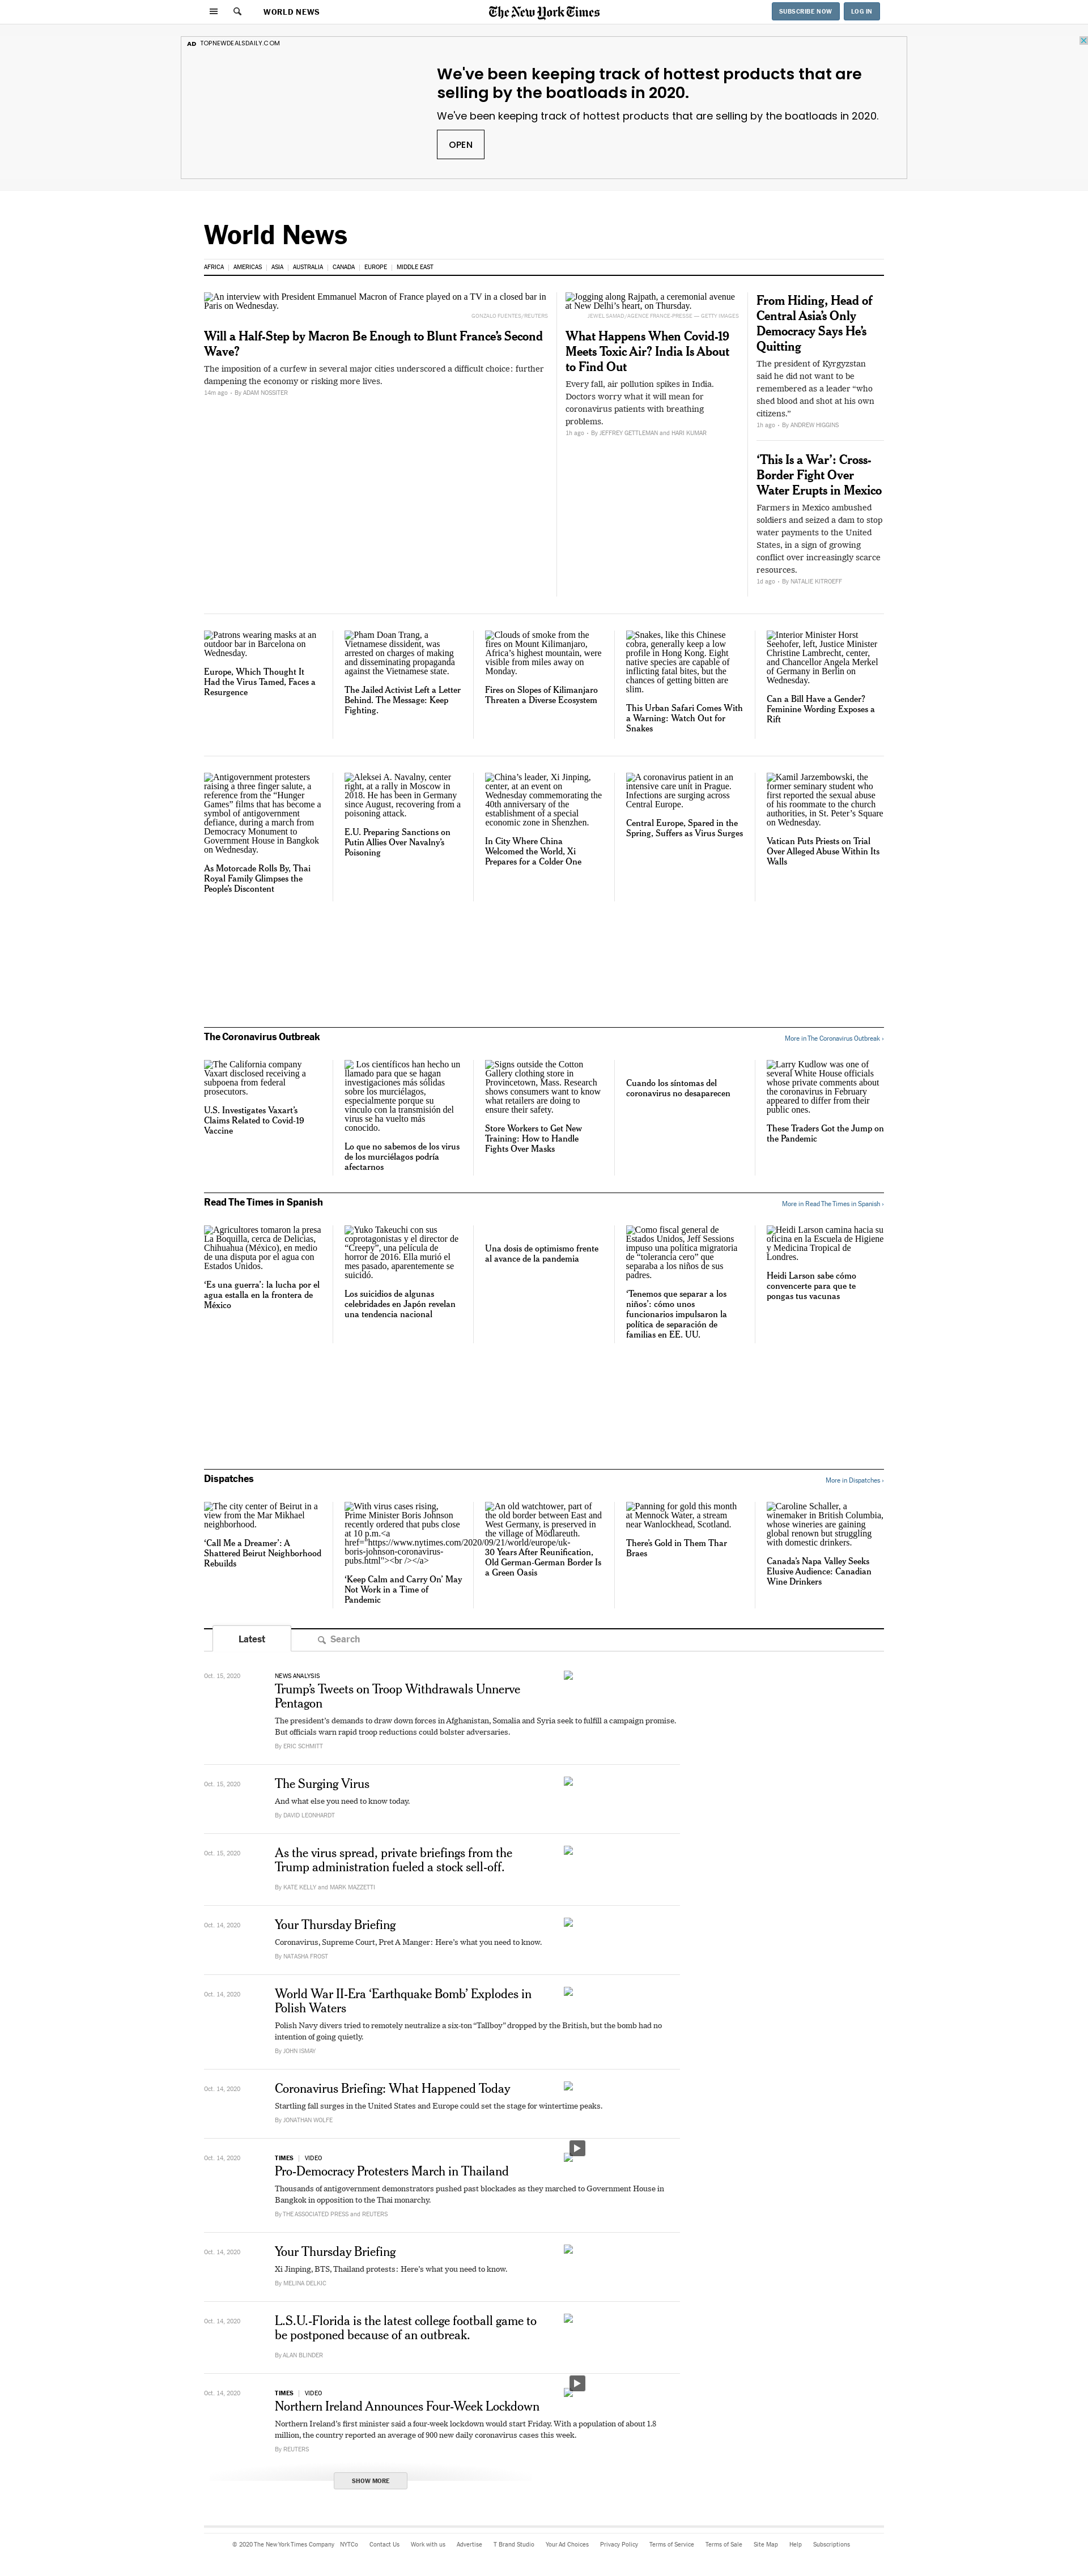 WORLD NEWS
The New York Times
SUBSCRIBE NOW
LOG IN
AD TOPNEWDEALSDAILY.COM
We've been keeping track of hottest products that are
selling by the boatloads in 2020.
We've been keeping track of hottest products that are selling by the boatloads in 2020.
OPEN
World News
AFRICA | AMERICAS | ASIA | AUSTRALIA | CANADA | EUROPE | MIDDLE EAST
An interview with President Emmanuel Macron of France played on a TV in a closed bar in
Paris on Wednesday.
GONZALO FUENTES/REUTERS
Will a Half-Step by Macron Be Enough to Blunt France’s Second
Wave?
The imposition of a curfew in several major cities underscored a difficult choice: further
dampening the economy or risking more lives.
14m ago • By ADAM NOSSITER
Jogging along Rajpath, a ceremonial avenue
at New Delhi’s heart, on Thursday.
JEWEL SAMAD/AGENCE FRANCE-PRESSE — GETTY IMAGES
What Happens When Covid-19
Meets Toxic Air? India Is About
to Find Out
Every fall, air pollution spikes in India.
Doctors worry what it will mean for
coronavirus patients with breathing
problems.
1h ago • By JEFFREY GETTLEMAN and HARI KUMAR
From Hiding, Head of
Central Asia’s Only
Democracy Says He’s
Quitting
The president of Kyrgyzstan
said he did not want to be
remembered as a leader “who
shed blood and shot at his own
citizens.”
1h ago • By ANDREW HIGGINS
‘This Is a War’: Cross-
Border Fight Over
Water Erupts in Mexico
Farmers in Mexico ambushed
soldiers and seized a dam to stop
water payments to the United
States, in a sign of growing
conflict over increasingly scarce
resources.
1d ago • By NATALIE KITROEFF
Patrons wearing masks at an
outdoor bar in Barcelona on
Wednesday.
Europe, Which Thought It
Had the Virus Tamed, Faces a
Resurgence
Pham Doan Trang, a
Vietnamese dissident, was
arrested on charges of making
and disseminating propaganda
against the Vietnamese state.
The Jailed Activist Left a Letter
Behind. The Message: Keep
Fighting.
Clouds of smoke from the
fires on Mount Kilimanjaro,
Africa’s highest mountain, were
visible from miles away on
Monday.
Fires on Slopes of Kilimanjaro
Threaten a Diverse Ecosystem
Snakes, like this Chinese
cobra, generally keep a low
profile in Hong Kong. Eight
native species are capable of
inflicting fatal bites, but the
chances of getting bitten are
slim.
This Urban Safari Comes With
a Warning: Watch Out for
Snakes
Interior Minister Horst
Seehofer, left, Justice Minister
Christine Lambrecht, center,
and Chancellor Angela Merkel
of Germany in Berlin on
Wednesday.
Can a Bill Have a Gender?
Feminine Wording Exposes a
Rift
Antigovernment protesters
raising a three finger salute, a
reference from the “Hunger
Games” films that has become a
symbol of antigovernment
defiance, during a march from
Democracy Monument to
Government House in Bangkok
on Wednesday.
As Motorcade Rolls By, Thai
Royal Family Glimpses the
People’s Discontent
Aleksei A. Navalny, center
right, at a rally in Moscow in
2018. He has been in Germany
since August, recovering from a
poisoning attack.
E.U. Preparing Sanctions on
Putin Allies Over Navalny’s
Poisoning
China’s leader, Xi Jinping,
center, at an event on
Wednesday commemorating the
40th anniversary of the
establishment of a special
economic zone in Shenzhen.
In City Where China
Welcomed the World, Xi
Prepares for a Colder One
A coronavirus patient in an
intensive care unit in Prague.
Infections are surging across
Central Europe.
Central Europe, Spared in the
Spring, Suffers as Virus Surges
Kamil Jarzembowski, the
former seminary student who
first reported the sexual abuse
of his roommate to the church
authorities, in St. Peter’s Square
on Wednesday.
Vatican Puts Priests on Trial
Over Alleged Abuse Within Its
Walls
The Coronavirus Outbreak
More in The Coronavirus Outbreak ›
The California company
Vaxart disclosed receiving a
subpoena from federal
prosecutors.
U.S. Investigates Vaxart’s
Claims Related to Covid-19
Vaccine
Los científicos han hecho un
llamado para que se hagan
investigaciones más sólidas
sobre los murciélagos,
especialmente porque su
vínculo con la transmisión del
virus se ha vuelto más
conocido.
Lo que no sabemos de los virus
de los murciélagos podría
afectarnos
Signs outside the Cotton
Gallery clothing store in
Provincetown, Mass. Research
shows consumers want to know
what retailers are doing to
ensure their safety.
Store Workers to Get New
Training: How to Handle
Fights Over Masks
Cuando los síntomas del
coronavirus no desaparecen
Larry Kudlow was one of
several White House officials
whose private comments about
the coronavirus in February
appeared to differ from their
public ones.
These Traders Got the Jump on
the Pandemic
Read The Times in Spanish
More in Read The Times in Spanish ›
Agricultores tomaron la presa
La Boquilla, cerca de Delicias,
Chihuahua (México), en medio
de una disputa por el agua con
Estados Unidos.
‘Es una guerra’: la lucha por el
agua estalla en la frontera de
México
Yuko Takeuchi con sus
coprotagonistas y el director de
“Creepy”, una película de
horror de 2016. Ella murió el
mes pasado, aparentemente se
suicidó.
Los suicidios de algunas
celebridades en Japón revelan
una tendencia nacional
Una dosis de optimismo frente
al avance de la pandemia
Como fiscal general de
Estados Unidos, Jeff Sessions
impuso una política migratoria
de “tolerancia cero” que
separaba a los niños de sus
padres.
‘Tenemos que separar a los
niños’: cómo unos
funcionarios impulsaron la
política de separación de
familias en EE. UU.
Heidi Larson camina hacia su
oficina en la Escuela de Higiene
y Medicina Tropical de
Londres.
Heidi Larson sabe cómo
convencerte para que te
pongas tus vacunas
Dispatches
More in Dispatches ›
The city center of Beirut in a
view from the Mar Mikhael
neighborhood.
‘Call Me a Dreamer’: A
Shattered Beirut Neighborhood
Rebuilds
With virus cases rising,
Prime Minister Boris Johnson
recently ordered that pubs close
at 10 p.m.<a
href="https://www.nytimes.com/2020/09/21/world/europe/uk-
boris-johnson-coronavirus-
pubs.html"><br /></a>
‘Keep Calm and Carry On’ May
Not Work in a Time of
Pandemic
An old watchtower, part of
the old border between East and
West Germany, is preserved in
the village of Mödlareuth.
30 Years After Reunification,
Old German-German Border Is
a Green Oasis
Panning for gold this month
at Mennock Water, a stream
near Wanlockhead, Scotland.
There’s Gold in Them Thar
Braes
Caroline Schaller, a
winemaker in British Columbia,
whose wineries are gaining
global renown but struggling
with domestic drinkers.
Canada’s Napa Valley Seeks
Elusive Audience: Canadian
Wine Drinkers
Latest
Search
Oct. 15, 2020
NEWS ANALYSIS
Trump’s Tweets on Troop Withdrawals Unnerve
Pentagon
The president’s demands to draw down forces in Afghanistan, Somalia and Syria seek to fulfill a campaign promise.
But officials warn rapid troop reductions could bolster adversaries.
By ERIC SCHMITT
Oct. 15, 2020
The Surging Virus
And what else you need to know today.
By DAVID LEONHARDT
Oct. 15, 2020
As the virus spread, private briefings from the
Trump administration fueled a stock sell-off.
By KATE KELLY and MARK MAZZETTI
Oct. 14, 2020
Your Thursday Briefing
Coronavirus, Supreme Court, Pret A Manger: Here’s what you need to know.
By NATASHA FROST
Oct. 14, 2020
World War II-Era ‘Earthquake Bomb’ Explodes in
Polish Waters
Polish Navy divers tried to remotely neutralize a six-ton “Tallboy” dropped by the British, but the bomb had no
intention of going quietly.
By JOHN ISMAY
Oct. 14, 2020
Coronavirus Briefing: What Happened Today
Startling fall surges in the United States and Europe could set the stage for wintertime peaks.
By JONATHAN WOLFE
Oct. 14, 2020
TIMES | VIDEO
Pro-Democracy Protesters March in Thailand
Thousands of antigovernment demonstrators pushed past blockades as they marched to Government House in
Bangkok in opposition to the Thai monarchy.
By THE ASSOCIATED PRESS and REUTERS
Oct. 14, 2020
Your Thursday Briefing
Xi Jinping, BTS, Thailand protests: Here’s what you need to know.
By MELINA DELKIC
Oct. 14, 2020
L.S.U.-Florida is the latest college football game to
be postponed because of an outbreak.
By ALAN BLINDER
Oct. 14, 2020
TIMES | VIDEO
Northern Ireland Announces Four-Week Lockdown
Northern Ireland’s first minister said a four-week lockdown would start Friday. With a population of about 1.8
million, the country reported an average of 900 new daily coronavirus cases this week.
By REUTERS
SHOW MORE
© 2020 The New York Times Company NYTCo Contact Us Work with us Advertise T Brand Studio Your Ad Choices Privacy Policy Terms of Service Terms of Sale Site Map Help Subscriptions